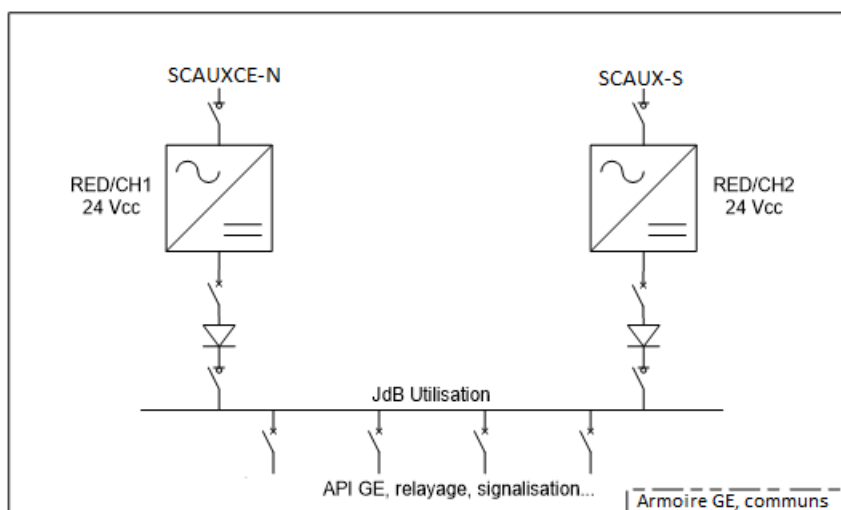 SCAUXCE-N
SCAUX-S
RED/CH1
24 Vcc
RED/CH2
24 Vcc
JdB Utilisation
API GE, relayage, signalisation...
Armoire GE, communs